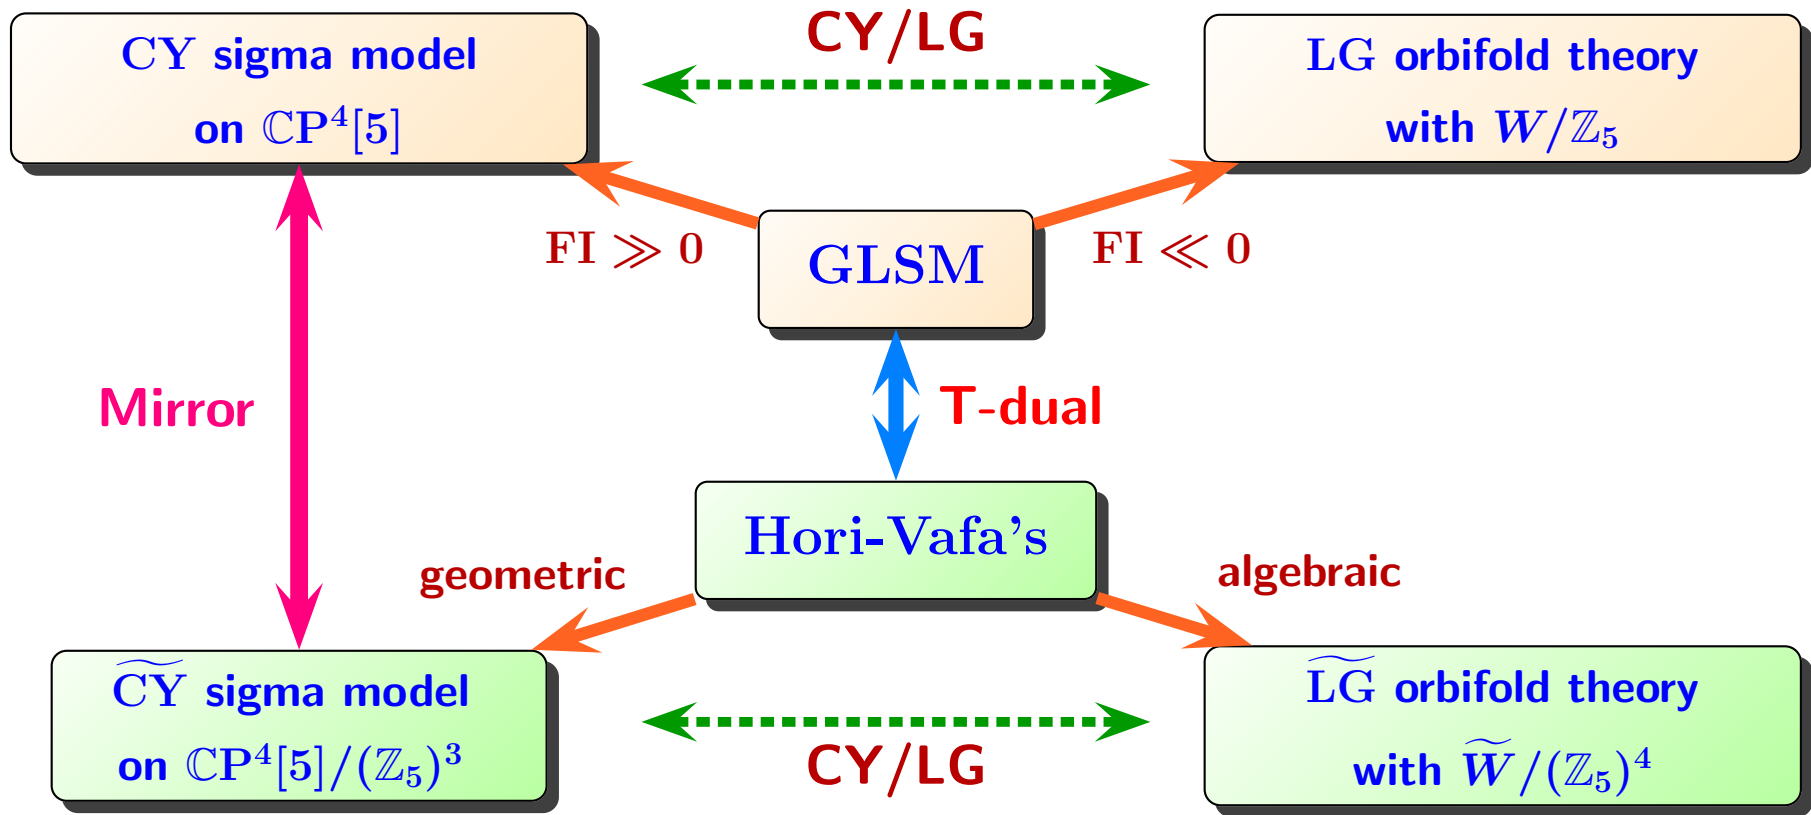 CY/LG
CY sigma model
on ℂP⁴[5]
LG orbifold theory
with W/ℤ₅
FI ≫ 0
GLSM
FI ≪ 0
Mirror
T-dual
Hori-Vafa's
geometric
algebraic
C͠Y sigma model
on ℂP⁴[5]/(ℤ₅)³
CY/LG
L͠G orbifold theory
with W̃/(ℤ₅)⁴